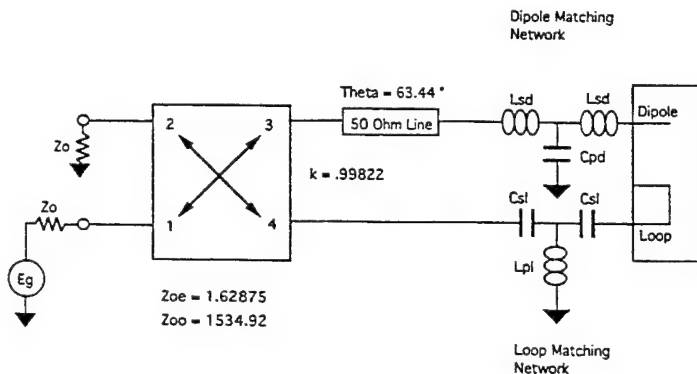 Dipole Matching
Network
Theta = 63.44 °
Lsd
Lsd
Dipole
50 Ohm Line
2
3
Zo
Cpd
k = .99822
Zo
1
4
Csl
Csl
Loop
Lpl
Eg
Zoe = 1.62875
Zoo = 1534.92
Loop Matching
Network